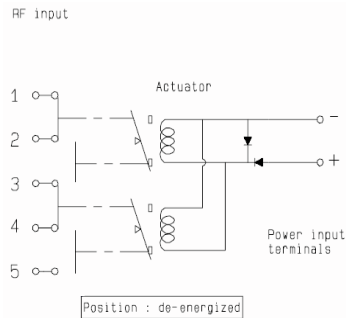 RF input
Actuator
1
2
3
4
5
-
+
Power input
terminals
Position : de-energized